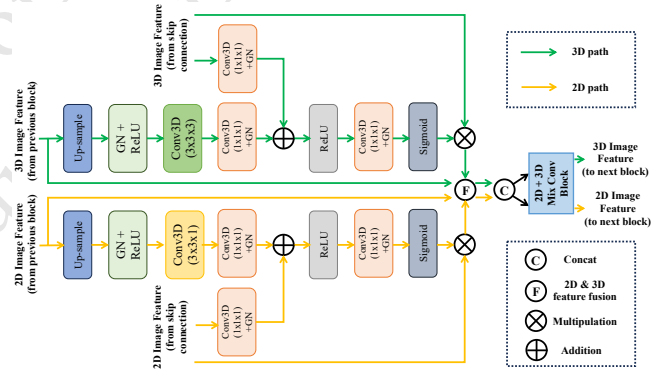 3D Image Feature
(from skip
connection)
Conv3D
(1x1x1)
+GN
3D path
2D path
3D Image Feature
(from previous block)
Up-sample
GN +
ReLU
Conv3D
(3x3x3)
Conv3D
(1x1x1)
+GN
ReLU
Conv3D
(1x1x1)
+GN
Sigmoid
F
C
2D + 3D
Mix Conv
Block
3D Image
Feature
(to next block)
2D Image
Feature
(to next block)
2D Image Feature
(from previous block)
Up-sample
GN +
ReLU
Conv3D
(3x3x1)
Conv3D
(1x1x1)
+GN
ReLU
Conv3D
(1x1x1)
+GN
Sigmoid
2D Image Feature
(from skip
connection)
Conv3D
(1x1x1)
+GN
C
Concat
F
2D & 3D
feature fusion
Multipulation
Addition